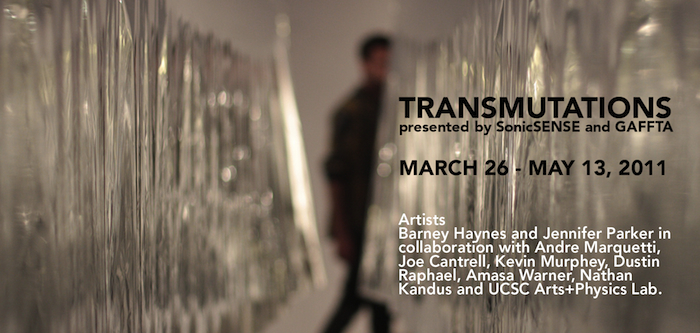 TRANSMUTATIONS
presented by SonicSENSE and GAFFTA
MARCH 26 - MAY 13, 2011
Artists
Barney Haynes and Jennifer Parker in
collaboration with Andre Marquetti,
Joe Cantrell, Kevin Murphey, Dustin
Raphael, Amasa Warner, Nathan
Kandus and UCSC Arts+Physics Lab.